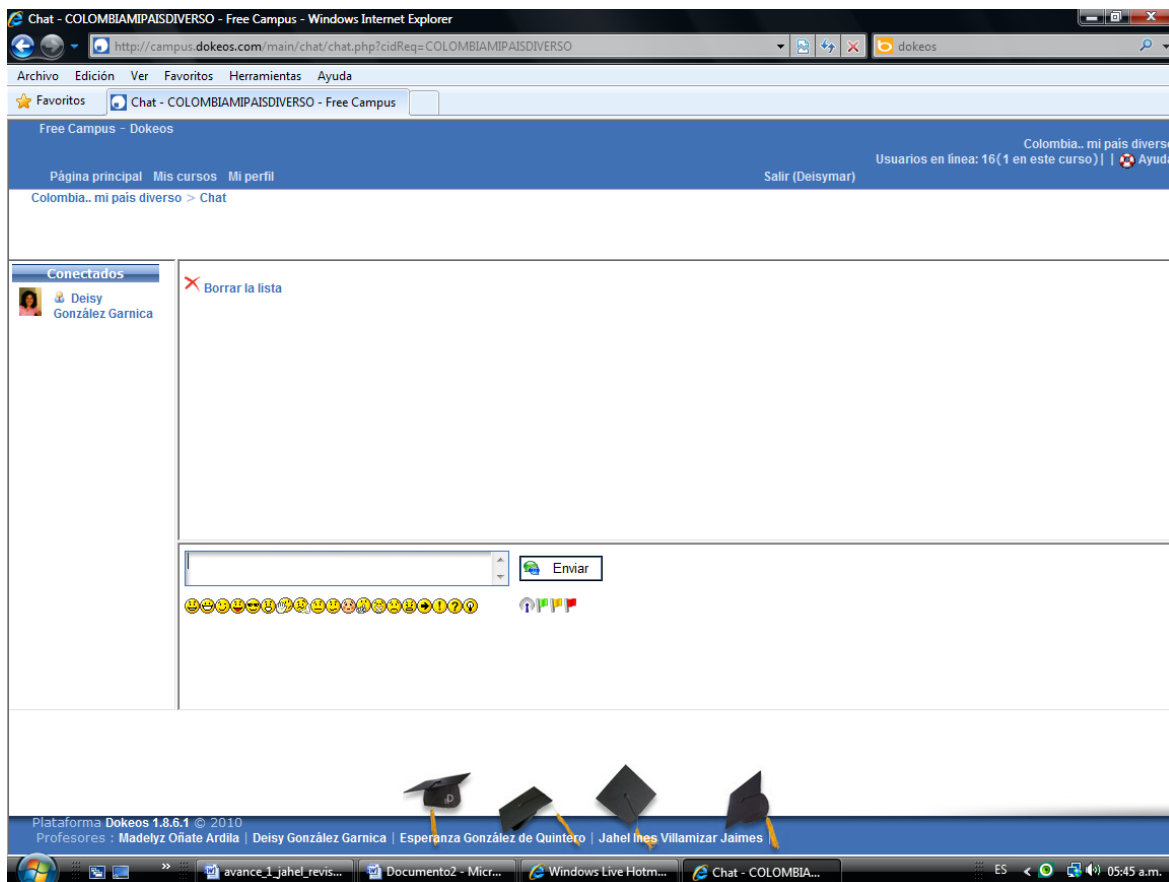 Chat - COLOMBIAMIPAISDIVERSO - Free Campus - Windows Internet Explorer
http://campus.dokeos.com/main/chat/chat.php?cidReq=COLOMBIAMIPAISDIVERSO
dokeos
Archivo Edición Ver Favoritos Herramientas Ayuda
Favoritos Chat - COLOMBIAMIPAISDIVERSO - Free Campus
Free Campus - Dokeos
Colombia.. mi país diverso
Usuarios en línea: 16(1 en este curso)| | Ayuda
Página principal Mis cursos Mi perfil Salir (Deisymar)
Colombia.. mi país diverso > Chat
Conectados
Deisy
González Garnica
Borrar la lista
Enviar
Plataforma Dokeos 1.8.6.1 © 2010
Profesores : Madelyz Oñate Ardila | Deisy González Garnica | Esperanza González de Quintero | Jahel Ines Villamizar Jaimes |
avance_1_jahel_revis... Documento2 - Micr... Windows Live Hotm... Chat - COLOMBIA... ES 05:45 a.m.